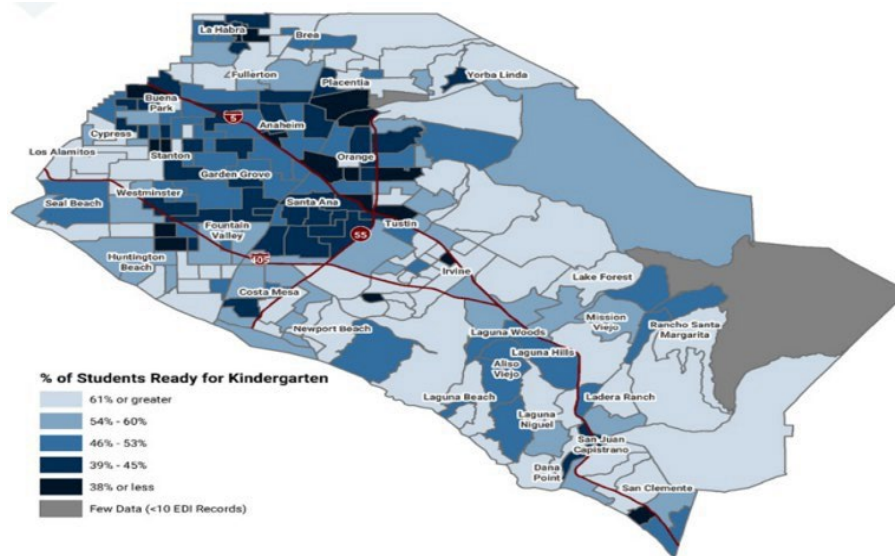 La Habra
Brea
Fullerton
Placentia
Yorba Linda
Buena
Park
5
Anaheim
Cypress
Los Alamitos
Stanton
Orange
Garden Grove
Westminster
Seal Beach
Santa Ana
Fountain
Valley
Tustin
55
Huntington
Beach
405
Irvine
Lake Forest
Costa Mesa
Mission
Viejo
Rancho Santa
Margarita
Newport Beach
Laguna Woods
Laguna Hills
Aliso
Viejo
Laguna Beach
Ladera Ranch
Laguna
Niguel
San Juan
Capistrano
Dana
Point
San Clemente
% of Students Ready for Kindergarten
61% or greater
54% - 60%
46% - 53%
39% - 45%
38% or less
Few Data (<10 EDI Records)